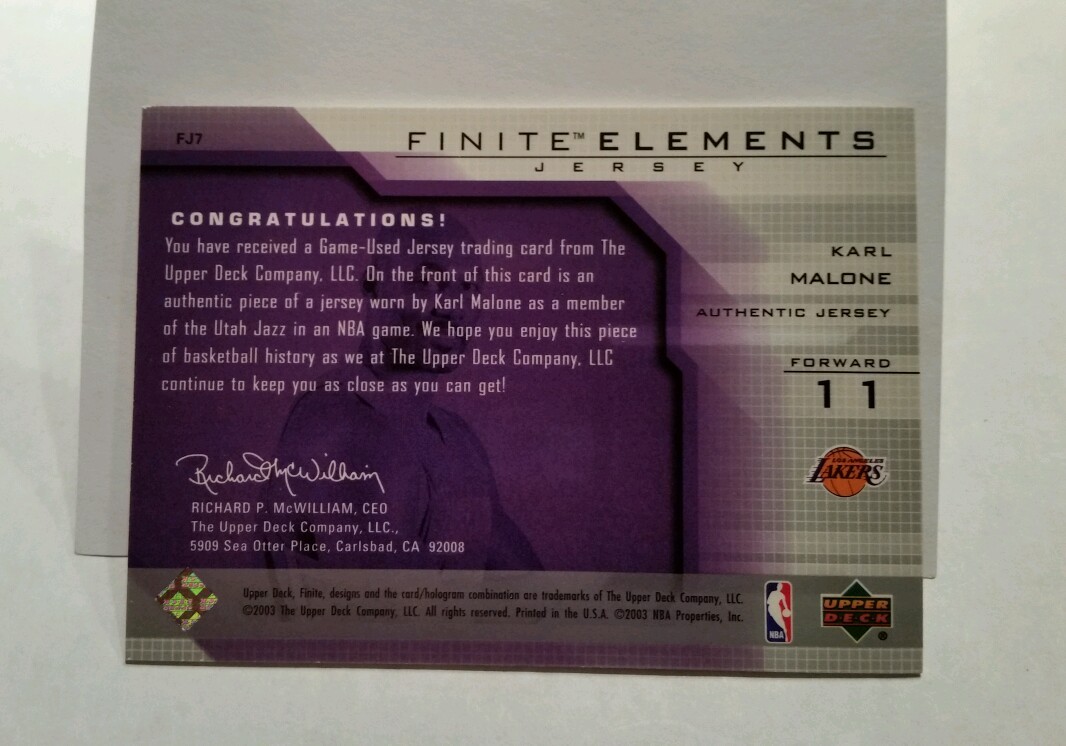 FJ7
FINITE™ ELEMENTS
JERSEY
CONGRATULATIONS!
You have received a Game-Used Jersey trading card from The
Upper Deck Company, LLC. On the front of this card is an
authentic piece of a jersey worn by Karl Malone as a member
of the Utah Jazz in an NBA game. We hope you enjoy this piece
of basketball history as we at The Upper Deck Company, LLC
continue to keep you as close as you can get!
KARL
MALONE
AUTHENTIC JERSEY
FORWARD
11
LOS ANGELES
LAKERS
Richard McWilliam
RICHARD P. McWILLIAM, CEO
The Upper Deck Company, LLC.,
5909 Sea Otter Place, Carlsbad, CA 92008
Upper Deck, Finite, designs and the card/hologram combination are trademarks of The Upper Deck Company, LLC.
©2003 The Upper Deck Company, LLC. All rights reserved. Printed in the U.S.A. ©2003 NBA Properties, Inc.
NBA
UPPER
DECK®